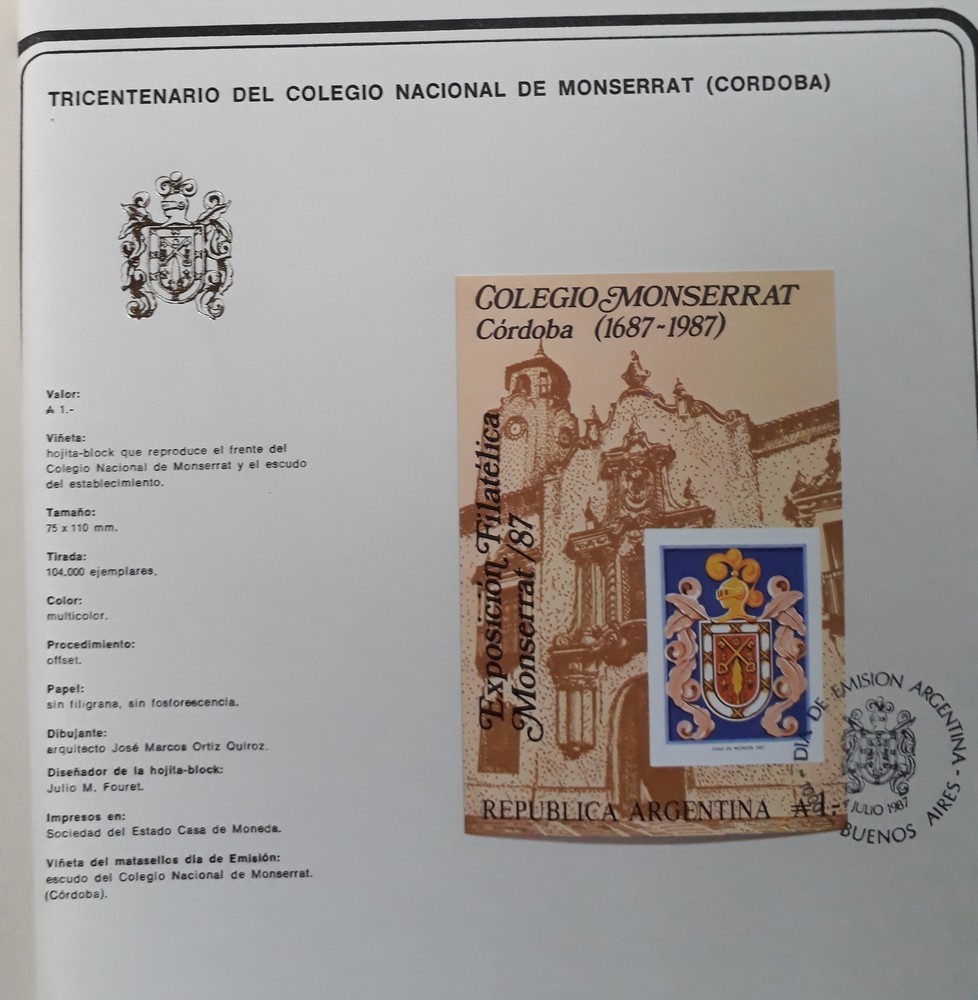 TRICENTENARIO DEL COLEGIO NACIONAL DE MONSERRAT (CORDOBA)
Valor:
₳ 1.-
Viñeta:
hojita-block que reproduce el frente del
Colegio Nacional de Monserrat y el escudo
del establecimiento.
Tamaño:
75 x 110 mm.
Tirada:
104.000 ejemplares.
Color:
multicolor.
Procedimiento:
offset.
Papel:
sin filigrana, sin fosforescencia.
Dibujante:
arquitecto José Marcos Ortiz Quiroz.
Diseñador de la hojita-block:
Julio M. Fouret.
Impresos en:
Sociedad del Estado Casa de Moneda.
Viñeta del matasellos día de Emisión:
escudo del Colegio Nacional de Monserrat.
(Córdoba).
COLEGIO MONSERRAT
Córdoba (1687-1987)
Exposición Filatélica
Monserrat/87
CASA DE MONEDA 1987
REPUBLICA ARGENTINA ₳1.-
DIA DE EMISION ARGENTINA -
JULIO 1987
BUENOS AIRES -